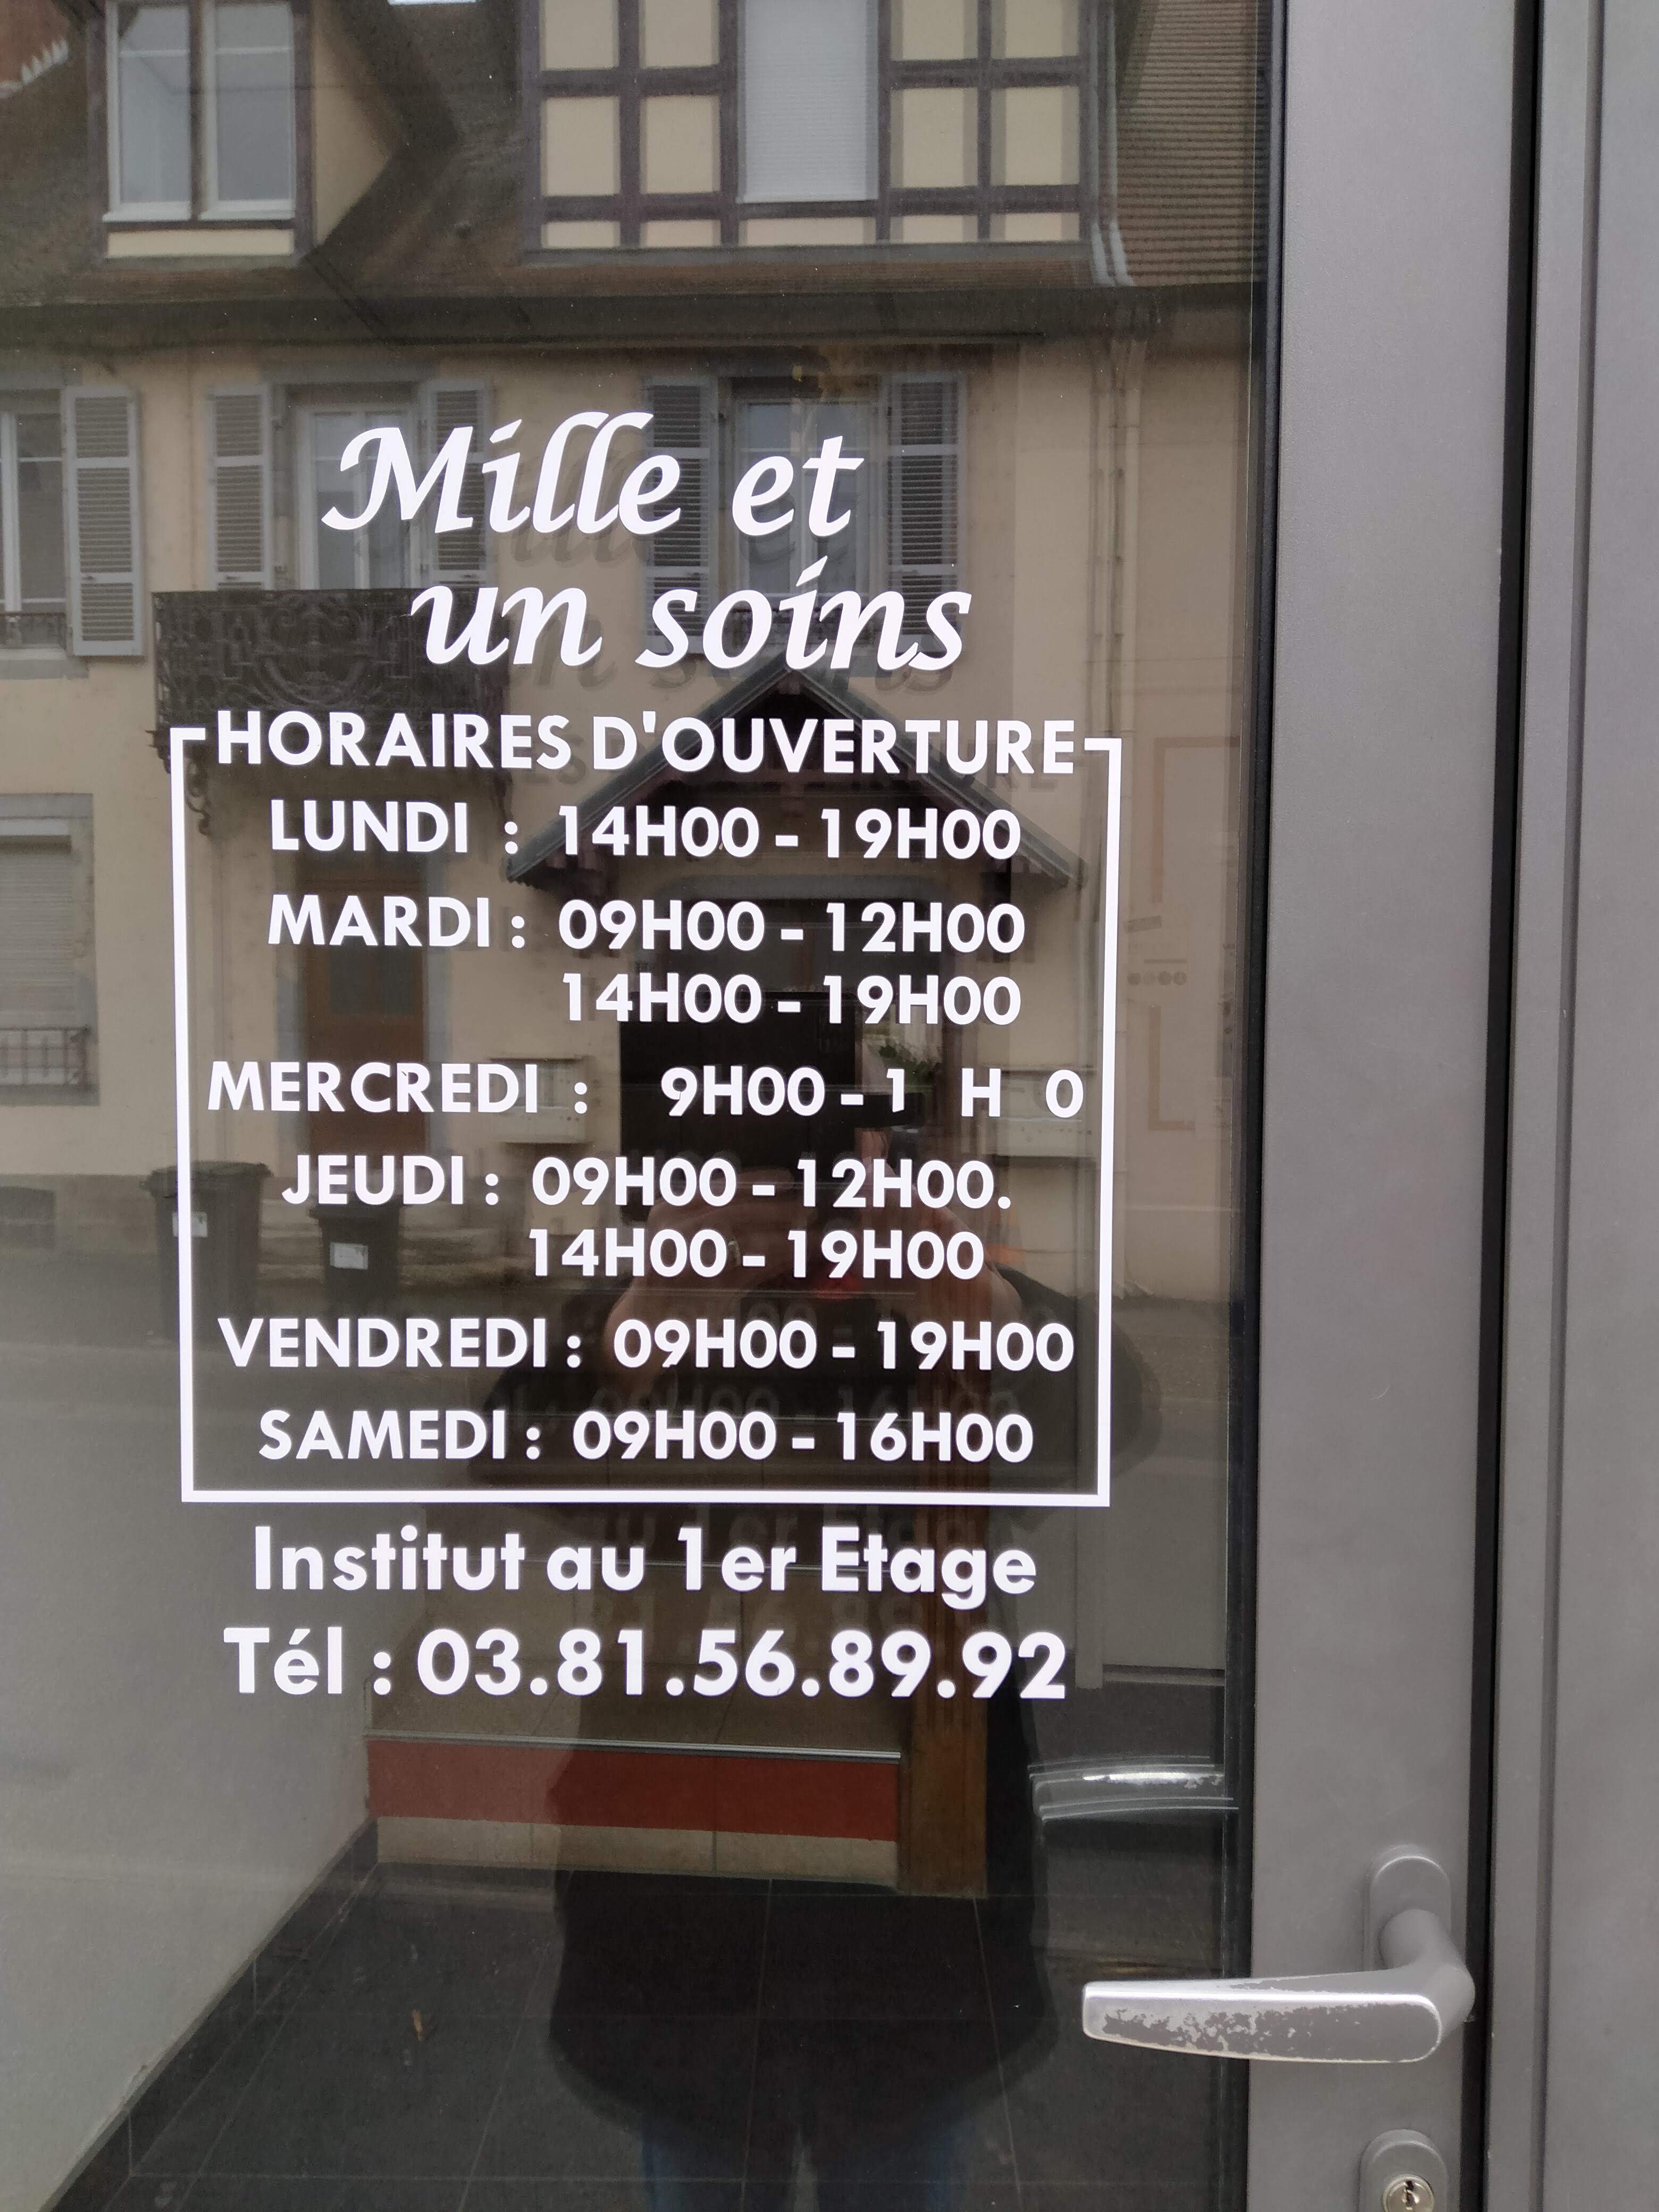 Mille et
un soins
HORAIRES D'OUVERTURE
LUNDI : 14H00 - 19H00
MARDI : 09H00 - 12H00
14H00 - 19H00
MERCREDI : 9H00 - 1 H 0
JEUDI : 09H00 - 12H00.
14H00 - 19H00
VENDREDI : 09H00 - 19H00
SAMEDI : 09H00 - 16H00
Institut au 1er Etage
Tél : 03.81.56.89.92